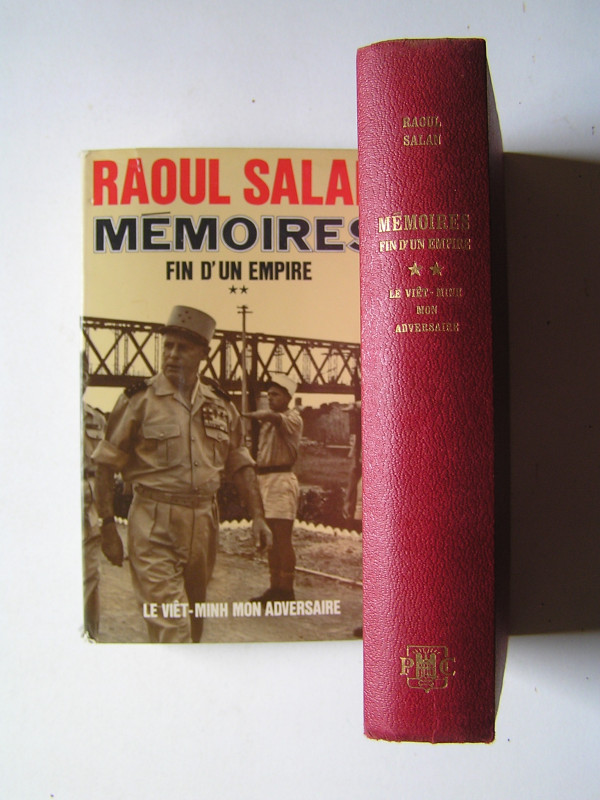 RAOUL SALA
MÉMOIRES
FIN D'UN EMPIRE
★★
LE VIÊT-MINH MON ADVERSAIRE
RAOUL
SALAN
MÉMOIRES
FIN D'UN EMPIRE
★ ★
LE VIÊT-MINH
MON
ADVERSAIRE
P C